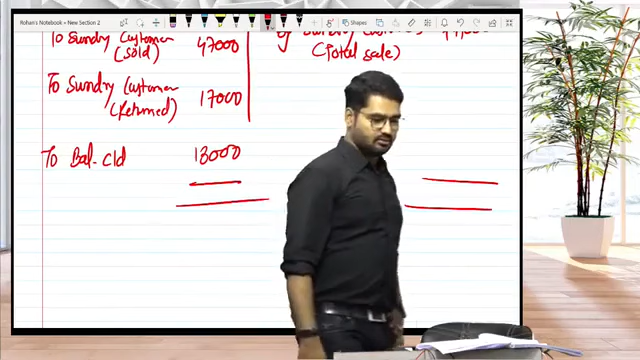 Rohan's Notebook » New Section 2
Shapes
To Sundry Customer
(sold) 47000
Sundry
(Total sale)
To Sundry Customer
(Returned) 17000
To Bal-c/d 13000